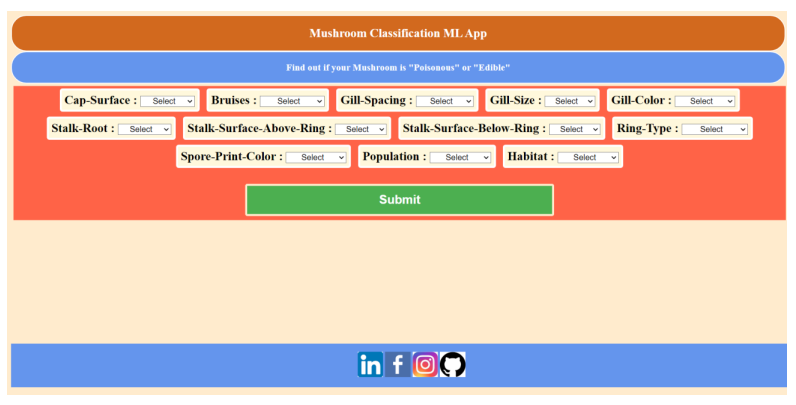 Mushroom Classification ML App
Find out if your Mushroom is "Poisonous" or "Edible"
Cap-Surface : Select Bruises : Select Gill-Spacing : Select Gill-Size : Select Gill-Color : Select
Stalk-Root : Select Stalk-Surface-Above-Ring : Select Stalk-Surface-Below-Ring : Select Ring-Type : Select
Spore-Print-Color : Select Population : Select Habitat : Select
Submit
in f